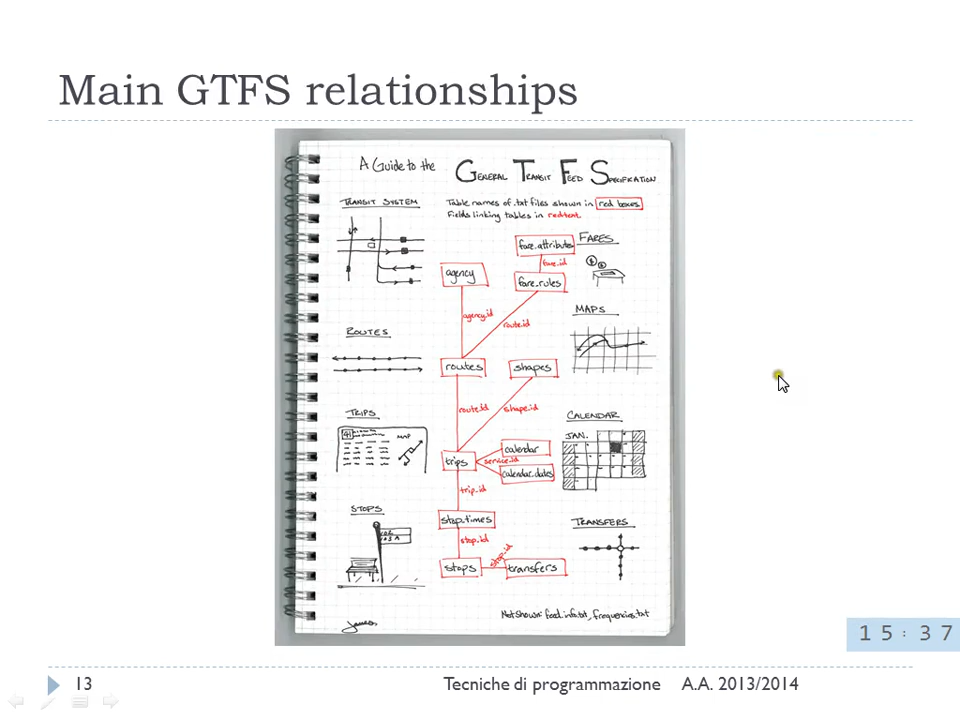 Main GTFS relationships
A Guide to the GENERAL TRANSIT FEED SPECIFICATION
TRANSIT SYSTEM
Table names of .txt files shown in red boxes
Fields linking tables in red text.
fare_attributes
FARES
fare_id
agency
fare_rules
agency_id
route_id
MAPS
ROUTES
routes
shapes
route_id
shape_id
TRIPS
CALENDAR
MAP
JAN.
calendar
trips
service_id
calendar_dates
trip_id
STOPS
stop_times
TRANSFERS
stop_id
stop_id
stops
transfers
Not shown: feed_info.txt, frequencies.txt
James
15:37
13
Tecniche di programmazione
A.A. 2013/2014